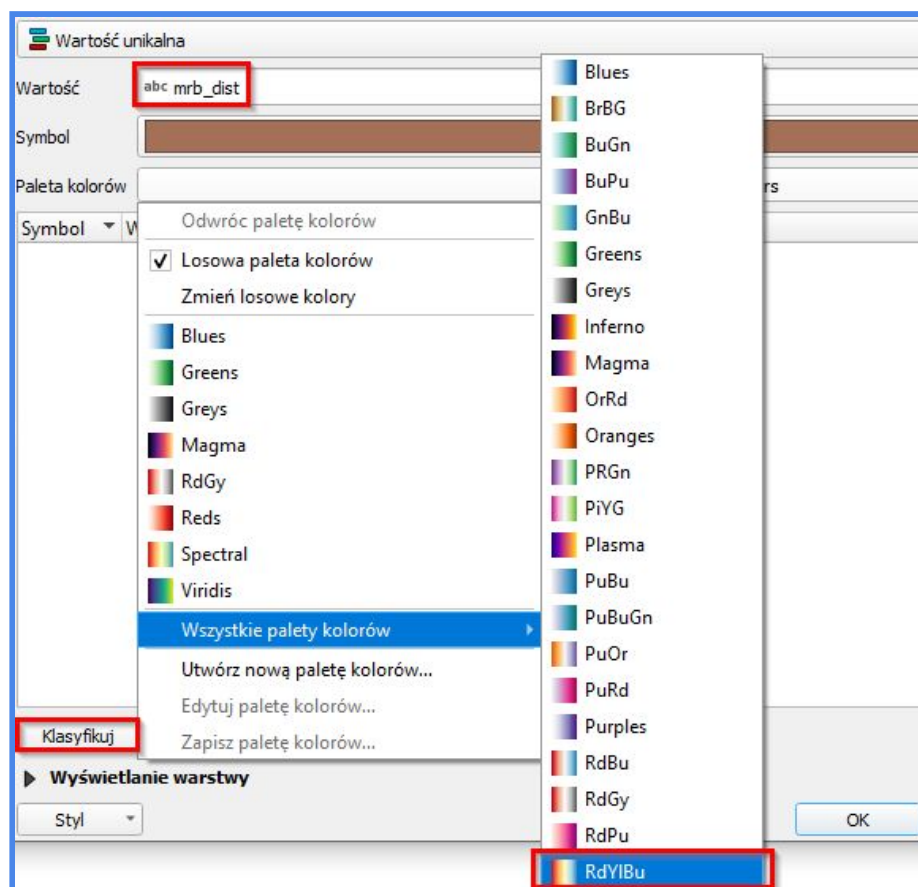 Wartość unikalna
Wartość
abc mrb_dist
Symbol
Paleta kolorów
rs
Symbol W
Odwróc paletę kolorów
Losowa paleta kolorów
Zmień losowe kolory
Blues
Greens
Greys
Magma
RdGy
Reds
Spectral
Viridis
Wszystkie palety kolorów
Utwórz nową paletę kolorów...
Edytuj paletę kolorów...
Zapisz paletę kolorów...
Blues
BrBG
BuGn
BuPu
GnBu
Greens
Greys
Inferno
Magma
OrRd
Oranges
PRGn
PiYG
Plasma
PuBu
PuBuGn
PuOr
PuRd
Purples
RdBu
RdGy
RdPu
RdYlBu
Klasyfikuj
Wyświetlanie warstwy
Styl
OK